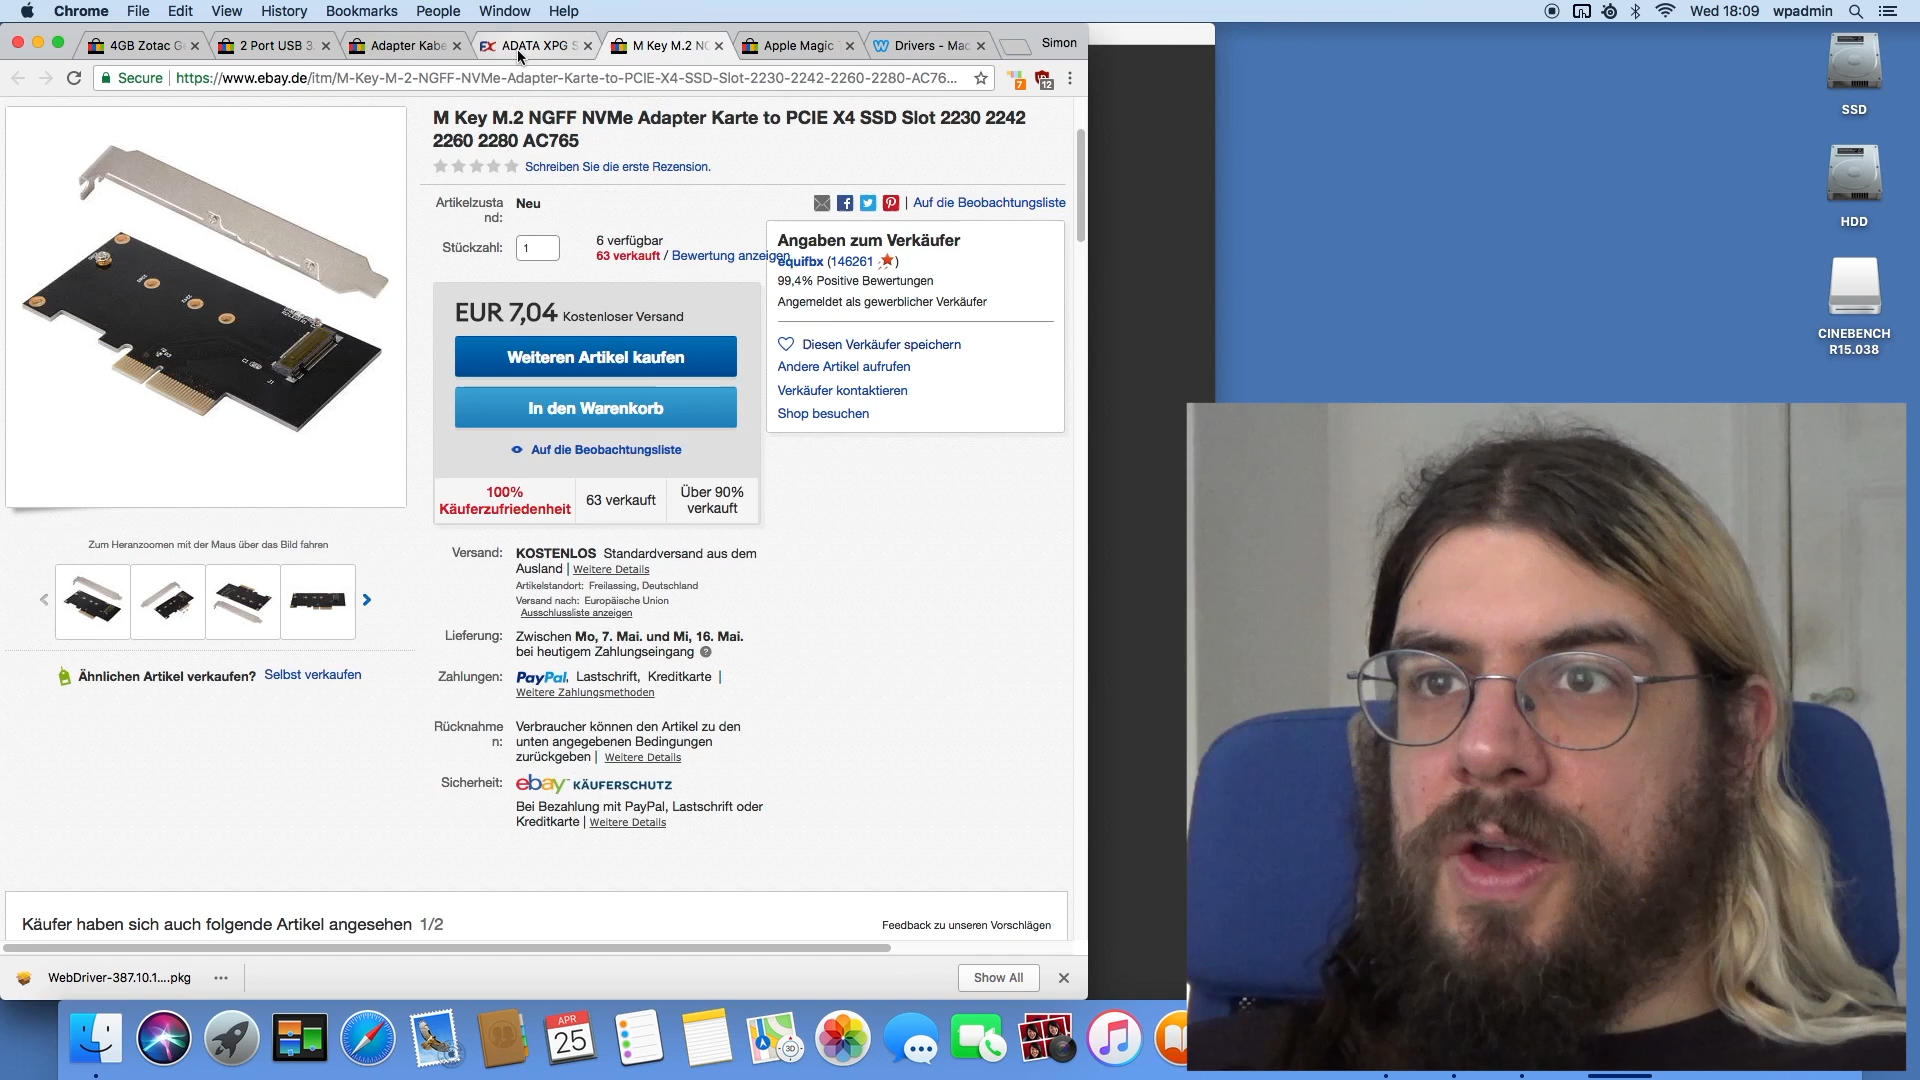 Chrome File Edit View History Bookmarks People Window Help
Wed 18:09 wpadmin
4GB Zotac Ge
2 Port USB 3.
Adapter Kabe
ADATA XPG S
M Key M.2 NG
Apple Magic
Drivers - Mac
Simon
Secure https://www.ebay.de/itm/M-Key-M-2-NGFF-NVMe-Adapter-Karte-to-PCIE-X4-SSD-Slot-2230-2242-2260-2280-AC76...
7
12
M Key M.2 NGFF NVMe Adapter Karte to PCIE X4 SSD Slot 2230 2242
2260 2280 AC765
Schreiben Sie die erste Rezension.
Artikelzusta
nd:
Neu
| Auf die Beobachtungsliste
Stückzahl:
1
6 verfügbar
63 verkauft / Bewertung anzeigen
EUR 7,04 Kostenloser Versand
Weiteren Artikel kaufen
In den Warenkorb
Auf die Beobachtungsliste
100%
Käuferzufriedenheit
63 verkauft
Über 90%
verkauft
Angaben zum Verkäufer
equifbx (146261 )
99,4% Positive Bewertungen
Angemeldet als gewerblicher Verkäufer
Diesen Verkäufer speichern
Andere Artikel aufrufen
Verkäufer kontaktieren
Shop besuchen
Zum Heranzoomen mit der Maus über das Bild fahren
Ähnlichen Artikel verkaufen? Selbst verkaufen
Versand:
KOSTENLOS Standardversand aus dem
Ausland | Weitere Details
Artikelstandort: Freilassing, Deutschland
Versand nach: Europäische Union
Ausschlussliste anzeigen
Lieferung:
Zwischen Mo, 7. Mai. und Mi, 16. Mai.
bei heutigem Zahlungseingang
Zahlungen:
PayPal, Lastschrift, Kreditkarte |
Weitere Zahlungsmethoden
Rücknahme
n:
Verbraucher können den Artikel zu den
unten angegebenen Bedingungen
zurückgeben | Weitere Details
Sicherheit:
ebay KÄUFERSCHUTZ
Bei Bezahlung mit PayPal, Lastschrift oder
Kreditkarte | Weitere Details
Käufer haben sich auch folgende Artikel angesehen 1/2
Feedback zu unseren Vorschlägen
WebDriver-387.10.1....pkg
Show All
SSD
HDD
CINEBENCH
R15.038
APR
25
3D